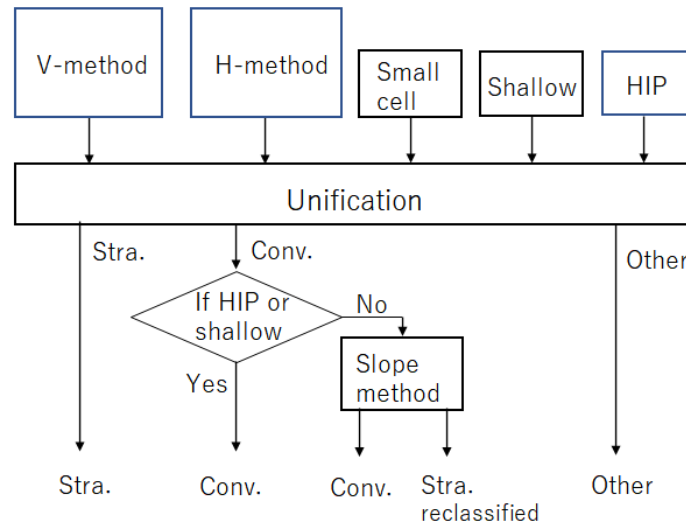 V-method
H-method
Small
cell
Shallow
HIP
Unification
Stra.
Conv.
Other
If HIP or
shallow
No
Yes
Slope
method
Stra.
Conv.
Conv.
Stra.
reclassified
Other